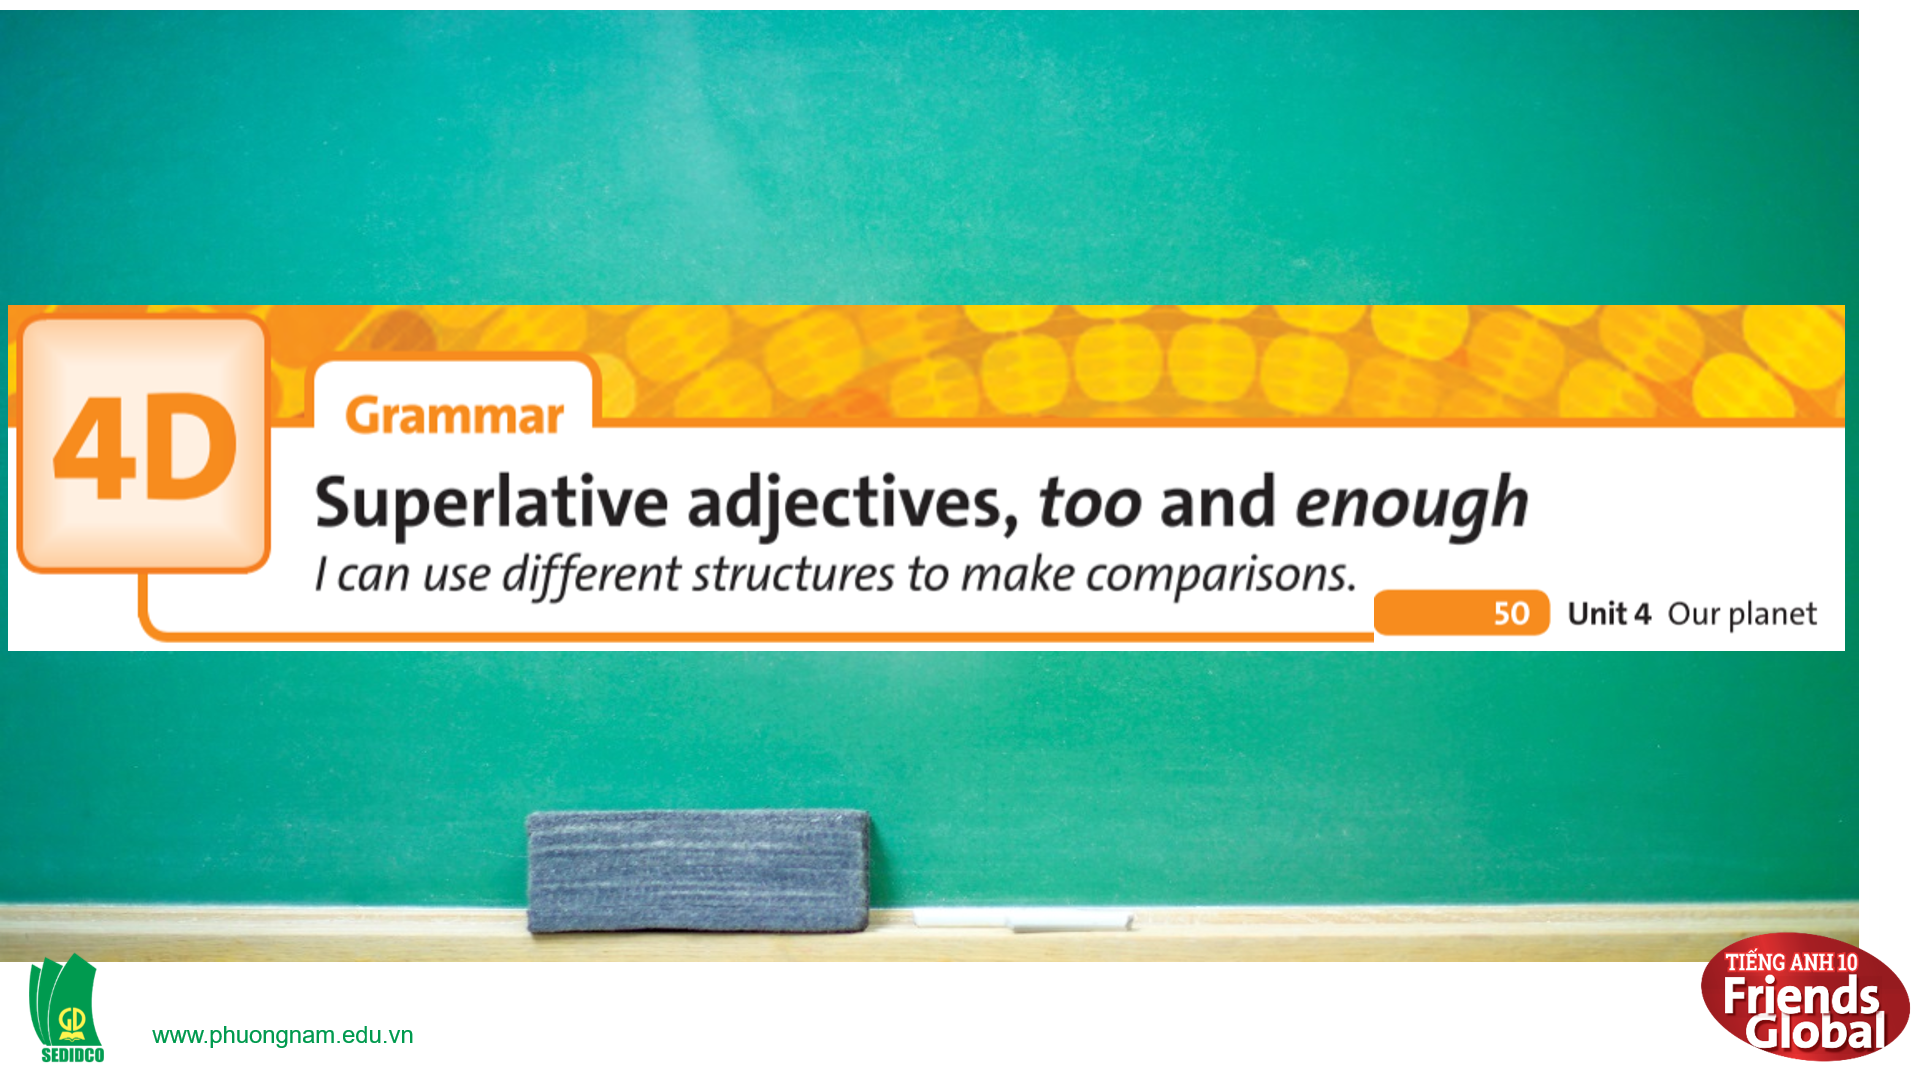 4D
Grammar
Superlative adjectives, too and enough
I can use different structures to make comparisons.
50 Unit 4 Our planet
GD
SEDIDCO
www.phuongnam.edu.vn
TIẾNG ANH 10
Friends
Global